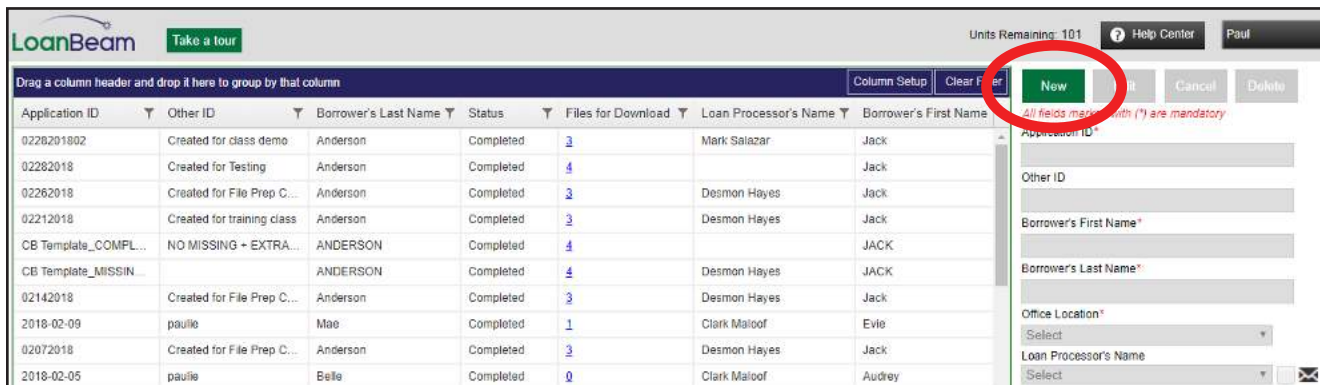 LoanBeam
Take a tour
Units Remaining: 101
? Help Center
Paul
Drag a column header and drop it here to group by that column
Column Setup
Clear Filter
Application ID Other ID Borrower's Last Name Status Files for Download Loan Processor's Name Borrower's First Name
0228201802 Created for class demo Anderson Completed 3 Mark Salazar Jack
02282018 Created for Testing Anderson Completed 4 Jack
02262018 Created for File Prep C... Anderson Completed 3 Desmon Hayes Jack
02212018 Created for training class Anderson Completed 3 Desmon Hayes Jack
CB Template_COMPL... NO MISSING + EXTRA... ANDERSON Completed 4 JACK
CB Template_MISSIN... ANDERSON Completed 4 Desmon Hayes JACK
02142018 Created for File Prep C... Anderson Completed 3 Desmon Hayes Jack
2018-02-09 paulie Mae Completed 1 Clark Maloof Evie
02072018 Created for File Prep C... Anderson Completed 3 Desmon Hayes Jack
2018-02-05 paulie Belle Completed 0 Clark Maloof Audrey
New Edit Cancel Delete
All fields marked with (*) are mandatory
Application ID*
Other ID
Borrower's First Name*
Borrower's Last Name*
Office Location*
Select
Loan Processor's Name
Select